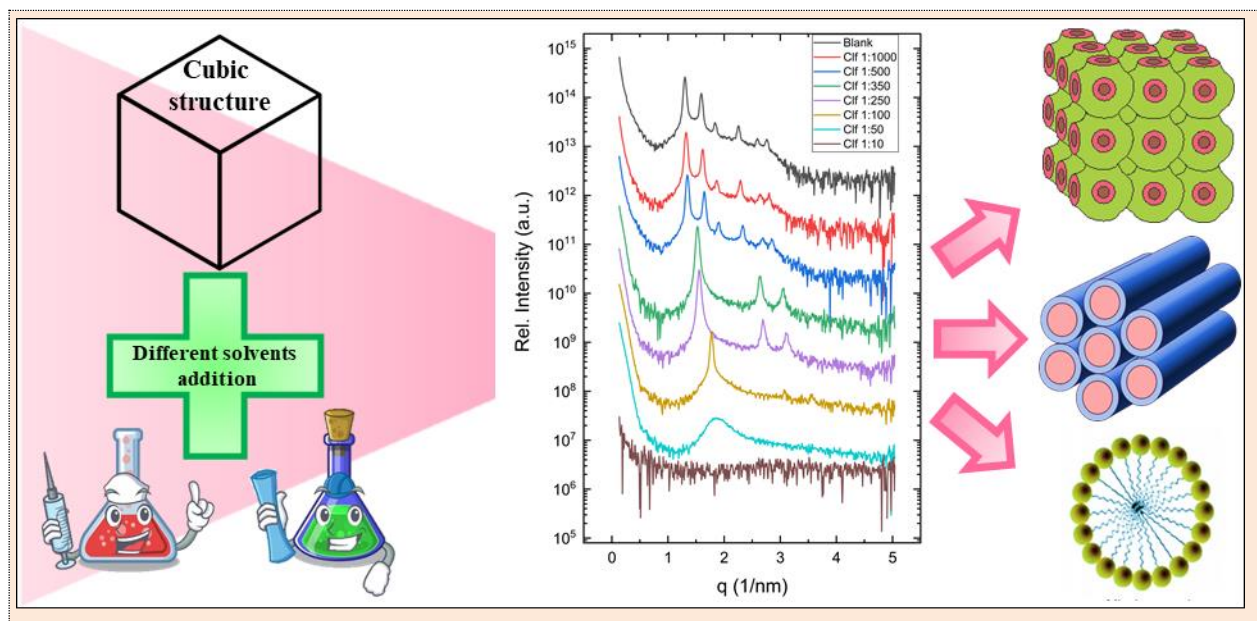 Cubic
structure
Different solvents
addition
Rel. Intensity (a.u.)
10¹⁵
10¹⁴
10¹³
10¹²
10¹¹
10¹⁰
10⁹
10⁸
10⁷
10⁶
10⁵
Blank
Clf 1:1000
Clf 1:500
Clf 1:350
Clf 1:250
Clf 1:100
Clf 1:50
Clf 1:10
0 1 2 3 4 5
q (1/nm)